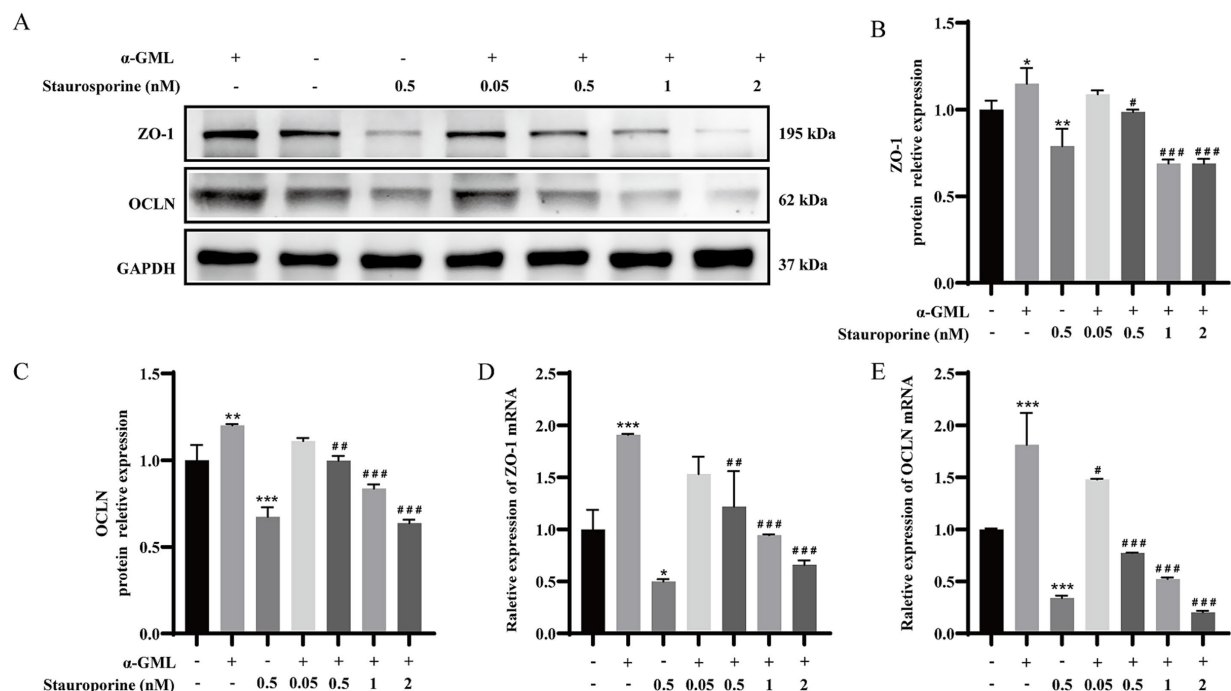 A
α-GML + - - + + + +
Staurosporine (nM) - - 0.5 0.05 0.5 1 2
ZO-1 195 kDa
OCLN 62 kDa
GAPDH 37 kDa
B
ZO-1
protein reletive expression
1.5
1.0
0.5
0.0
* ** # ### ###
α-GML - + - + + + +
Stauroporine (nM) - - 0.5 0.05 0.5 1 2
C
OCLN
protein reletive expression
1.5
1.0
0.5
0.0
** *** ## ### ###
α-GML - + - + + + +
Stauroporine (nM) - - 0.5 0.05 0.5 1 2
D
Raletive expression of ZO-1 mRNA
2.5
2.0
1.5
1.0
0.5
0.0
*** * ## ### ###
- + - + + + +
- - 0.5 0.05 0.5 1 2
E
Raletive expression of OCLN mRNA
2.5
2.0
1.5
1.0
0.5
0.0
*** *** # ### ### ###
- + - + + + +
- - 0.5 0.05 0.5 1 2